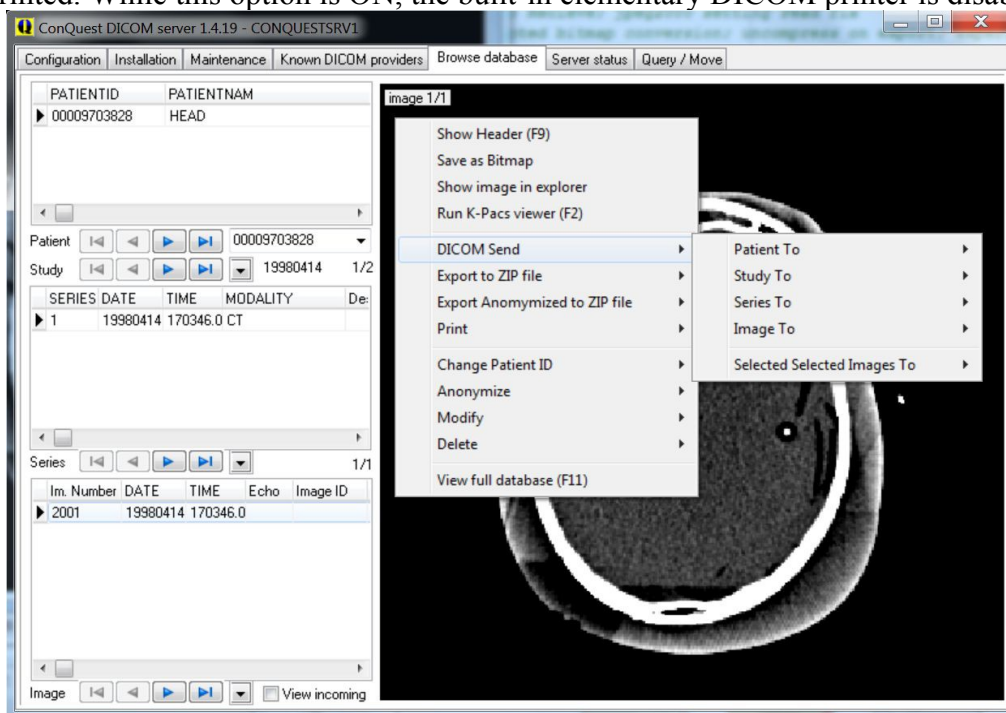 printed. While this option is ON, the built-in elementary DICOM printer is
ConQuest DICOM server 1.4.19 - CONQUESTSRV1
Configuration Installation Maintenance Known DICOM providers Browse database Server status Query / Move
PATIENTID PATIENTNAM
00009703828 HEAD
Patient 00009703828
Study 19980414 1/2
SERIES DATE TIME MODALITY De:
1 19980414 170346.0 CT
Series 1/1
Im. Number DATE TIME Echo Image ID
2001 19980414 170346.0
Image View incoming
image 1/1
Show Header (F9)
Save as Bitmap
Show image in explorer
Run K-Pacs viewer (F2)
DICOM Send
Export to ZIP file
Export Anomymized to ZIP file
Print
Change Patient ID
Anonymize
Modify
Delete
View full database (F11)
Patient To
Study To
Series To
Image To
Selected Selected Images To